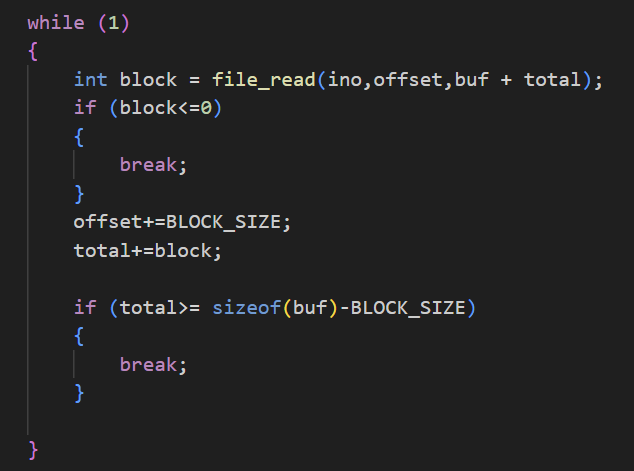 while (1)
{
    int block = file_read(ino,offset,buf + total);
    if (block<=0)
    {
        break;
    }
    offset+=BLOCK_SIZE;
    total+=block;

    if (total>= sizeof(buf)-BLOCK_SIZE)
    {
        break;
    }

}